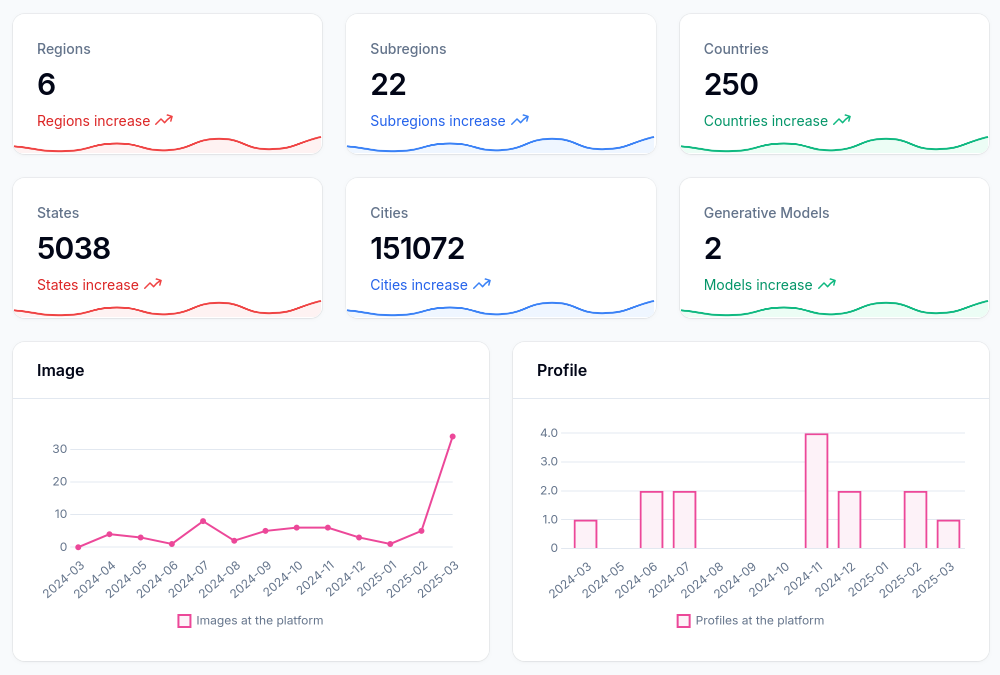 Regions
6
Regions increase
Subregions
22
Subregions increase
Countries
250
Countries increase
States
5038
States increase
Cities
151072
Cities increase
Generative Models
2
Models increase
Image
30
20
10
0
2024-03
2024-04
2024-05
2024-06
2024-07
2024-08
2024-09
2024-10
2024-11
2024-12
2025-01
2025-02
2025-03
Images at the platform
Profile
4.0
3.0
2.0
1.0
0
2024-03
2024-05
2024-06
2024-07
2024-08
2024-09
2024-10
2024-11
2024-12
2025-01
2025-02
2025-03
Profiles at the platform